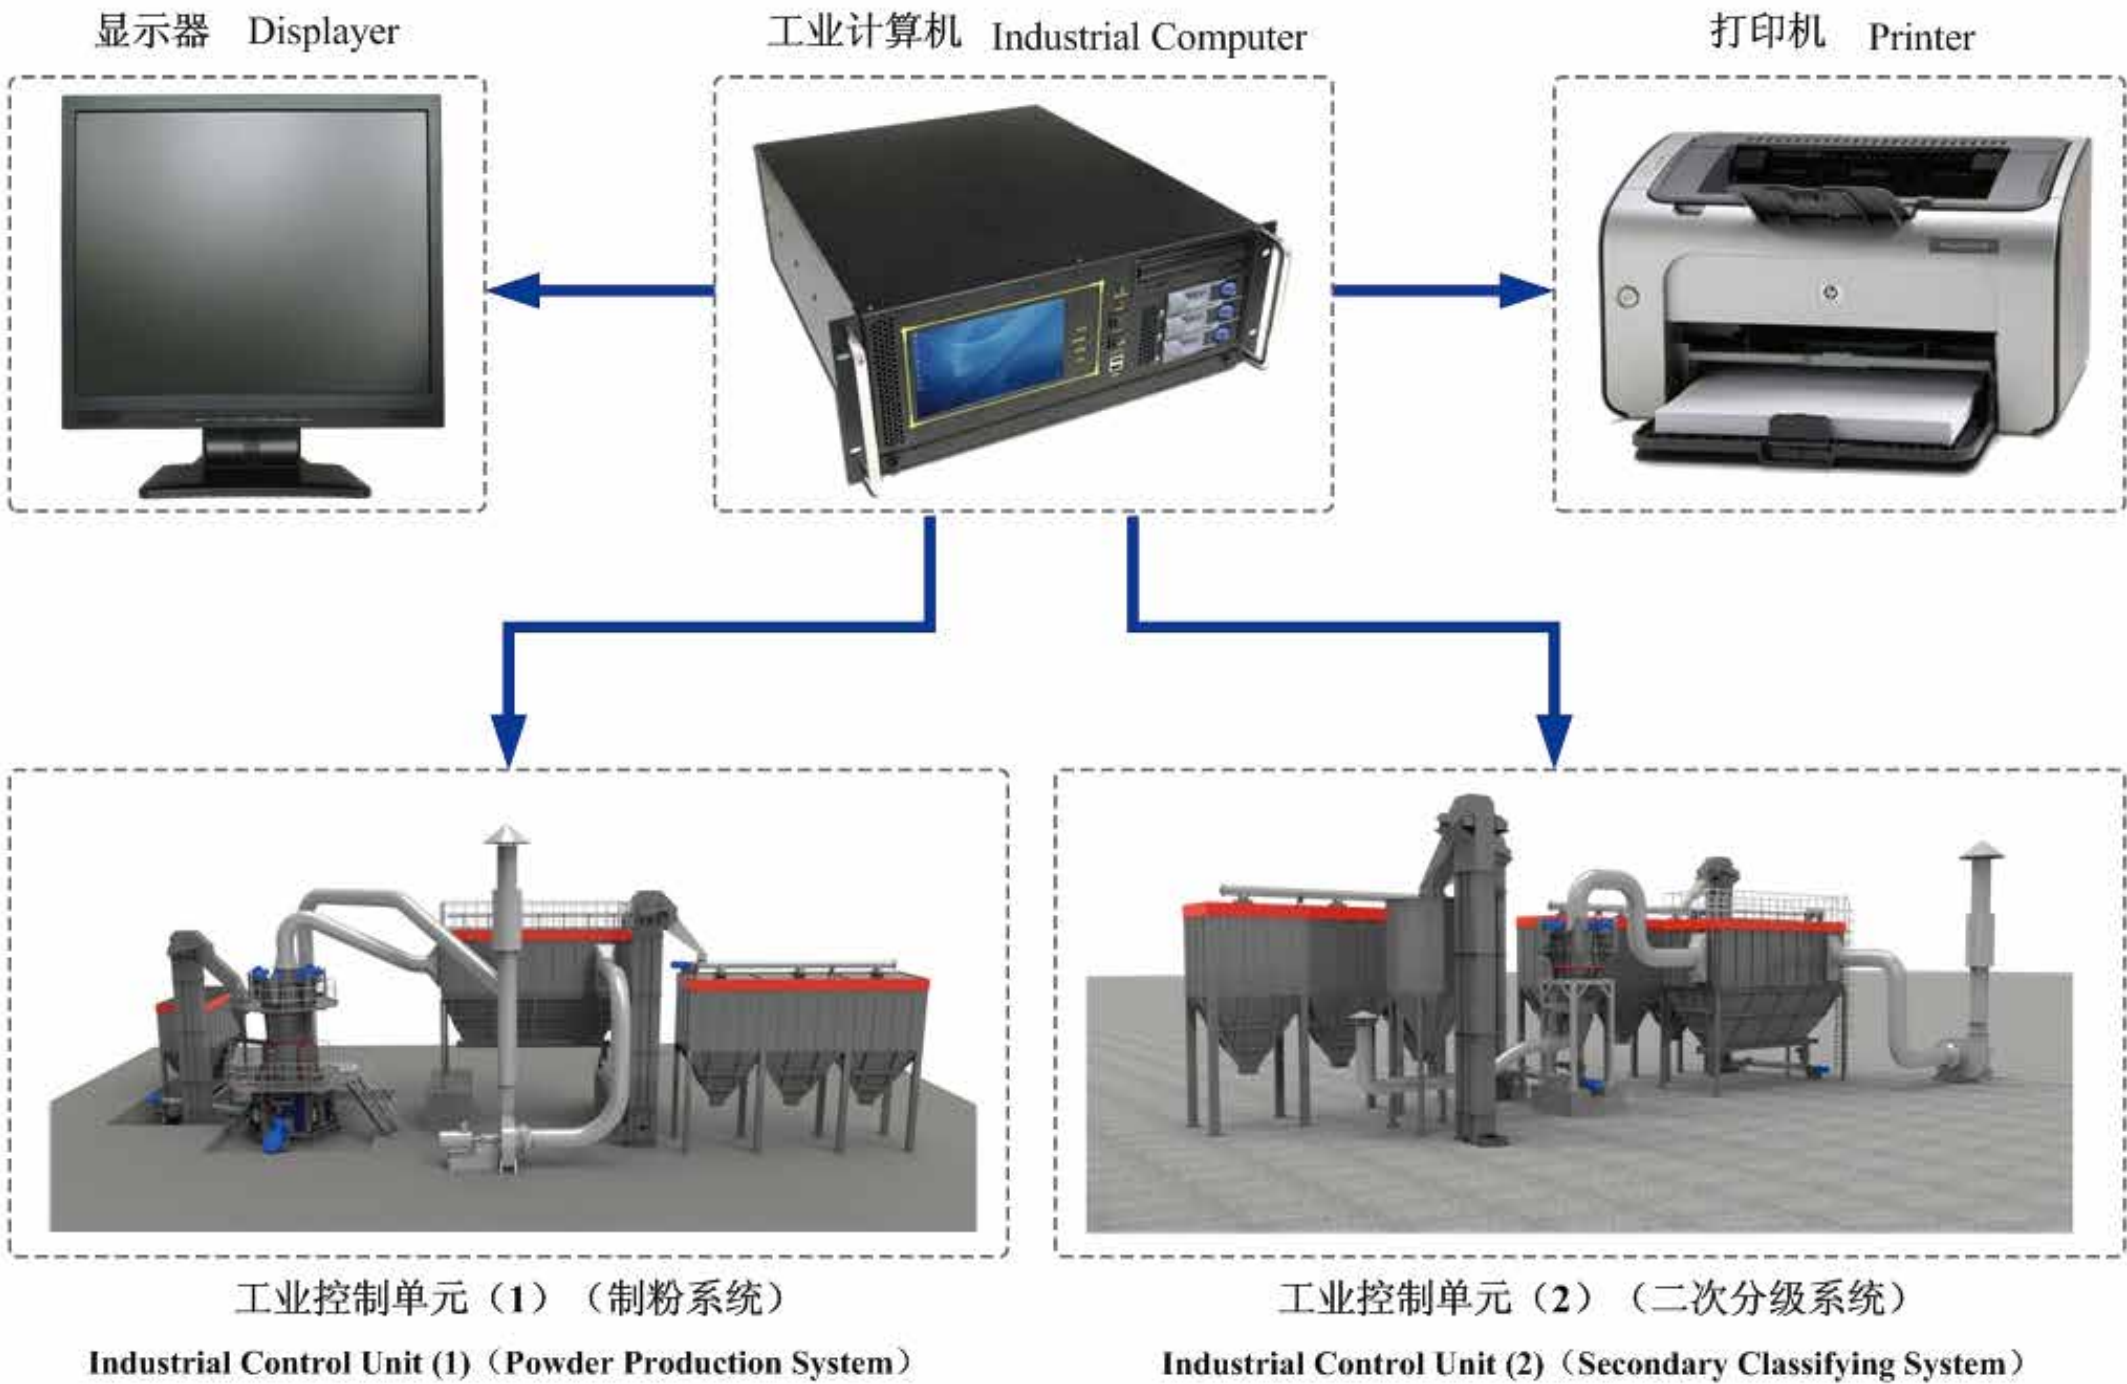 显示器 Displayer
工业计算机 Industrial Computer
打印机 Printer
工业控制单元（1）（制粉系统）
Industrial Control Unit (1)（Powder Production System）
工业控制单元（2）（二次分级系统）
Industrial Control Unit (2)（Secondary Classifying System）